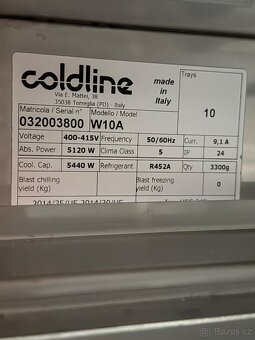 coldline
made in Italy
Via E. Mattei, 38
35038 Torreglia (PD) - Italy
Trays
10
Matricola / Serial n° Modello / Model
032003800 W10A
Voltage 400-415V Frequency 50/60Hz Curr. 9,1 A
Abs. Power 5120 W Clima Class 5 IP 24
Cool. Cap. 5440 W Refrigerant R452A Qty 3300g
Blast chilling yield (Kg) Blast freezing yield (Kg) 0
bazos.cz